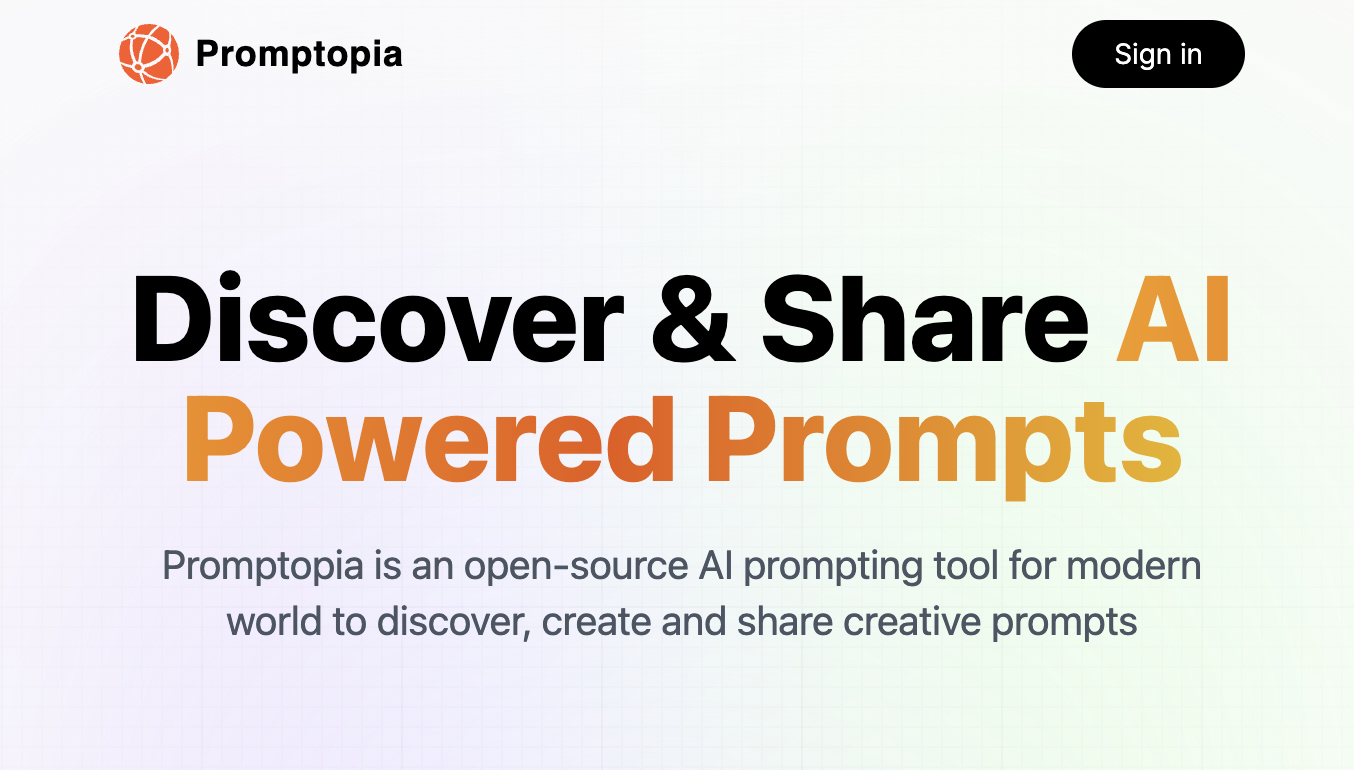 Promptopia
Sign in
Discover & Share AI
Powered Prompts
Promptopia is an open-source AI prompting tool for modern
world to discover, create and share creative prompts